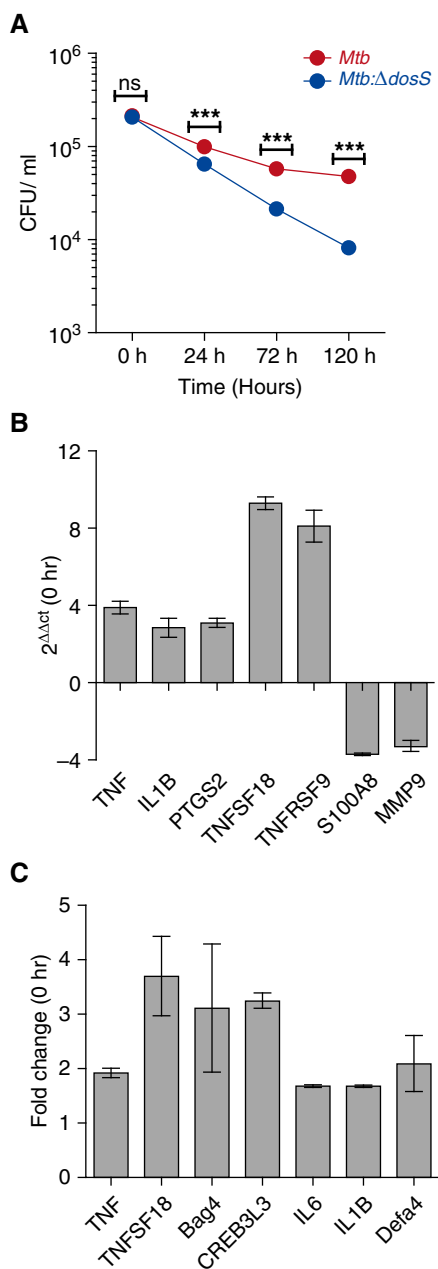 A
10⁶
10⁵
10⁴
10³
CFU/ ml
Mtb
Mtb:ΔdosS
ns
***
***
***
0 h 24 h 72 h 120 h
Time (Hours)
B
12
8
4
0
–4
2ΔΔct (0 hr)
TNF IL1B PTGS2 TNFSF18 TNFRSF9 S100A8 MMP9
C
5
4
3
2
1
0
Fold change (0 hr)
TNF TNFSF18 Bag4 CREB3L3 IL6 IL1B Defa4